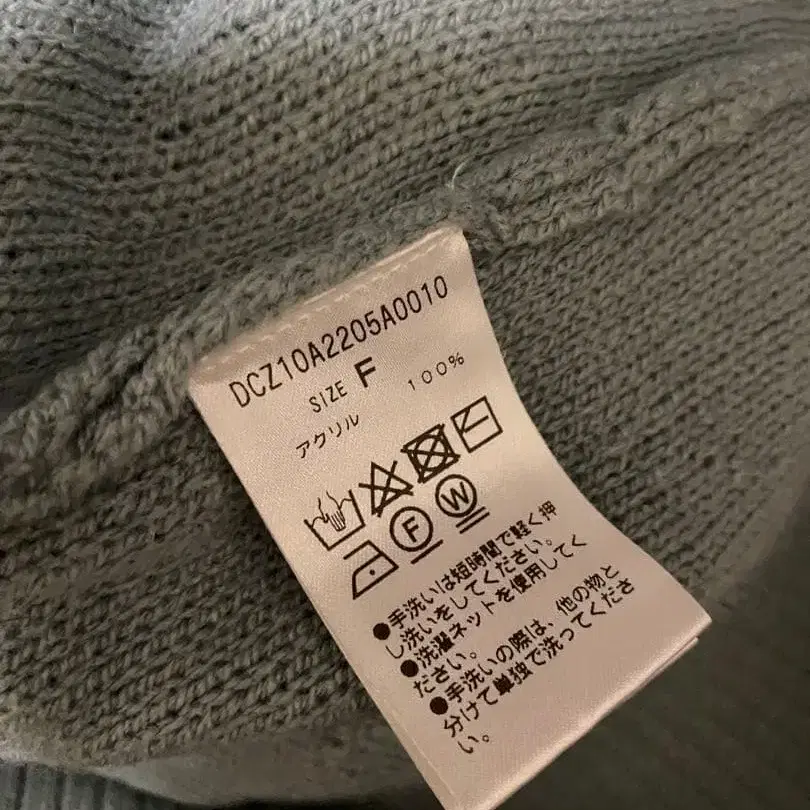 DCZ10A2205A0010
SIZE F
アクリル 100%
F W
●手洗いは短時間で軽く押
し洗いをしてください。
●洗濯ネットを使用してく
ださい。
●手洗いの際は、他の物と
分けて単独で洗ってくださ
い。